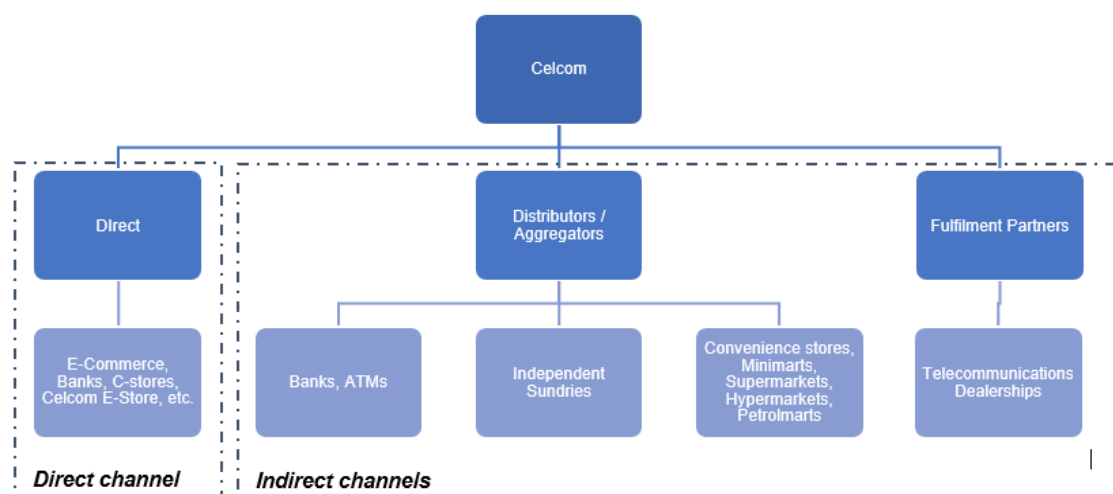 Celcom
Direct
Distributors /
Aggregators
Fulfilment Partners
E-Commerce,
Banks, C-stores,
Celcom E-Store, etc.
Banks, ATMs
Independent
Sundries
Convenience stores,
Minimarts,
Supermarkets,
Hypermarkets,
Petrolmarts
Telecommunications
Dealerships
Direct channel
Indirect channels